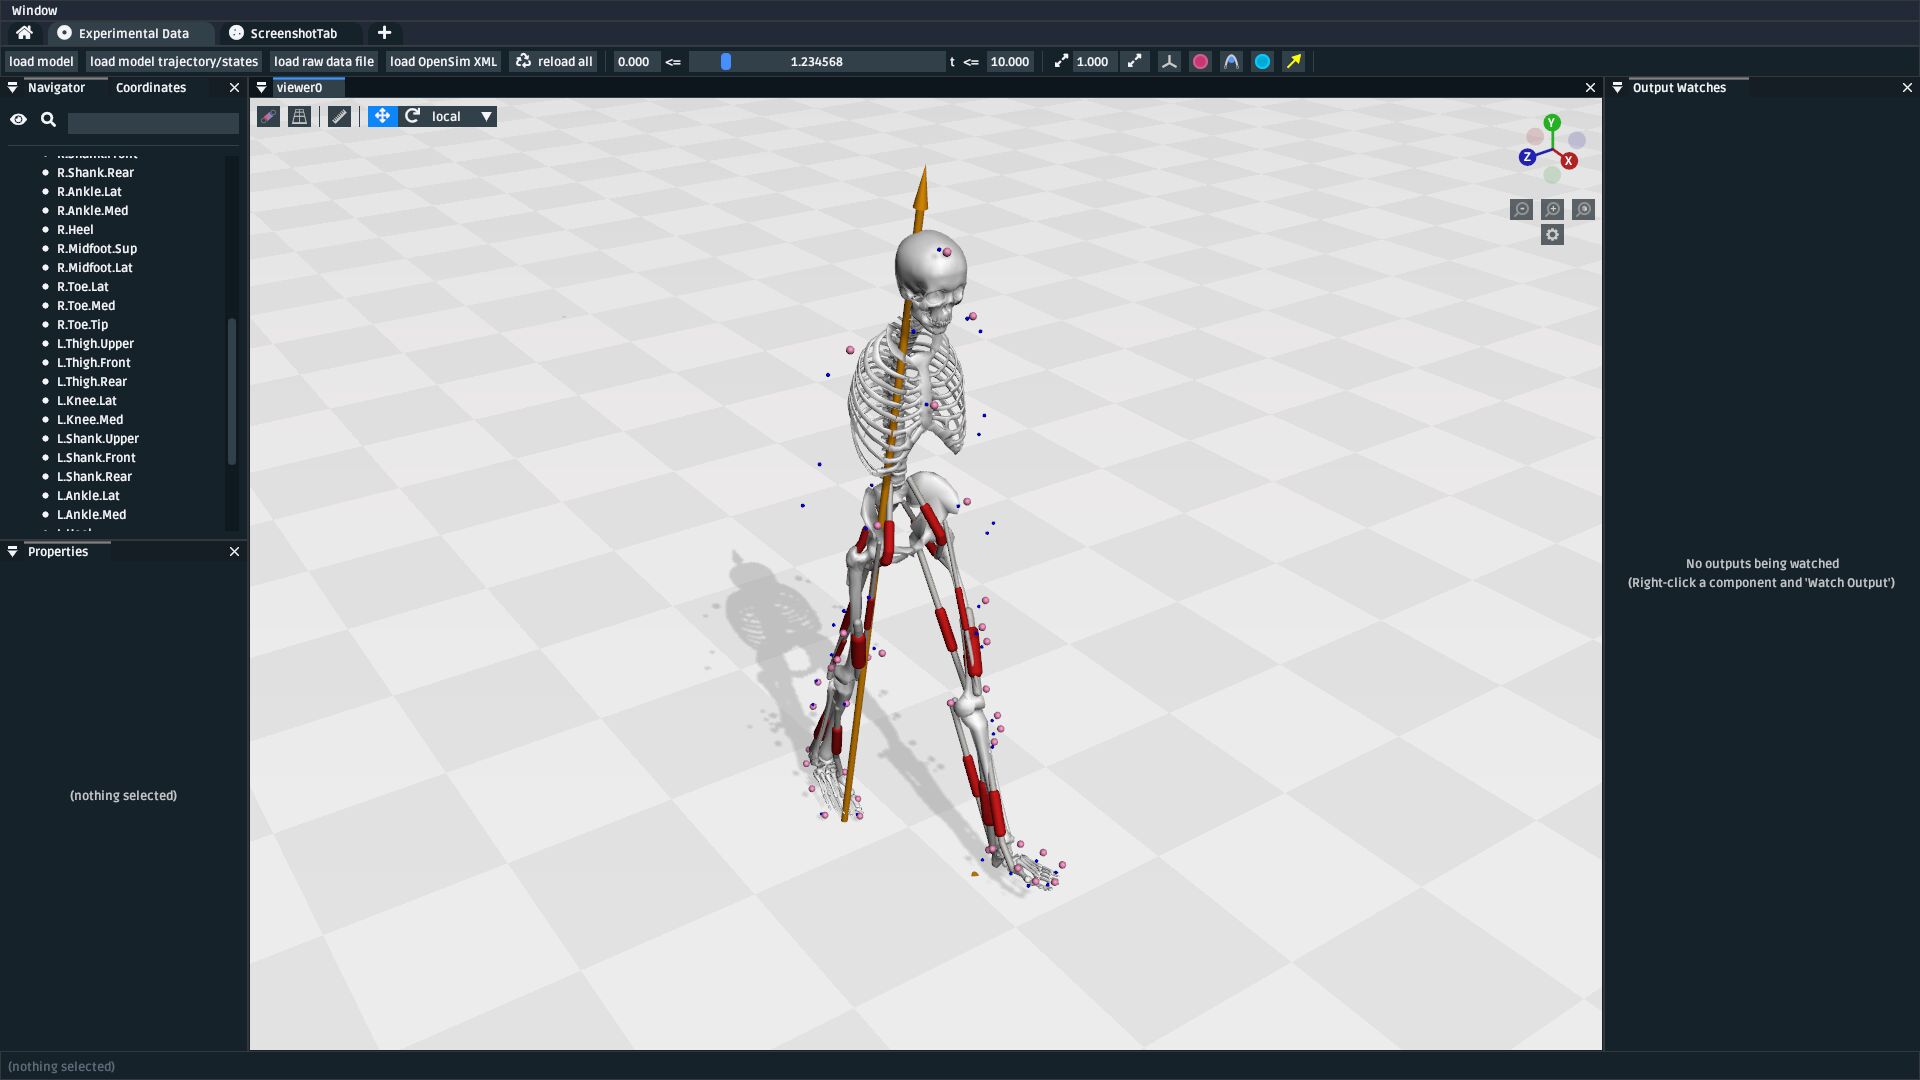 Window
Experimental Data
ScreenshotTab
load model
load model trajectory/states
load raw data file
load OpenSim XML
reload all
0.000
<=
1.234568
t <= 10.000
1.000
Navigator
Coordinates
R.Shank.Rear
R.Ankle.Lat
R.Ankle.Med
R.Heel
R.Midfoot.Sup
R.Midfoot.Lat
R.Toe.Lat
R.Toe.Med
R.Toe.Tip
L.Thigh.Upper
L.Thigh.Front
L.Thigh.Rear
L.Knee.Lat
L.Knee.Med
L.Shank.Upper
L.Shank.Front
L.Shank.Rear
L.Ankle.Lat
L.Ankle.Med
Properties
(nothing selected)
viewer0
local
Y
Z
X
Output Watches
No outputs being watched
(Right-click a component and 'Watch Output')
(nothing selected)